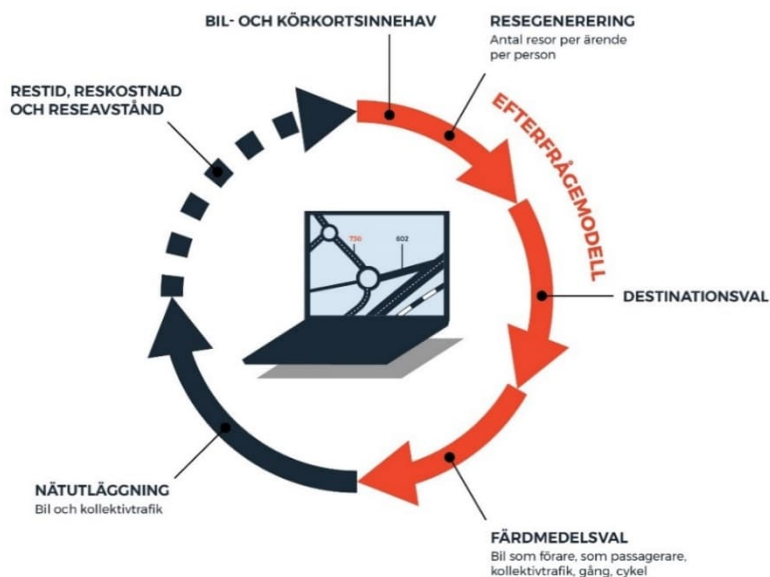 BIL- OCH KÖRKORTSINNEHAV
RESEGENERERING
Antal resor per ärende
per person
RESTID, RESKOSTNAD
OCH RESEAVSTÅND
EFTERFRÅGEMODELL
730
602
DESTINATIONSVAL
NÄTUTLÄGGNING
Bil och kollektivtrafik
FÄRDMEDELSVAL
Bil som förare, som passagerare,
kollektivtrafik, gång, cykel